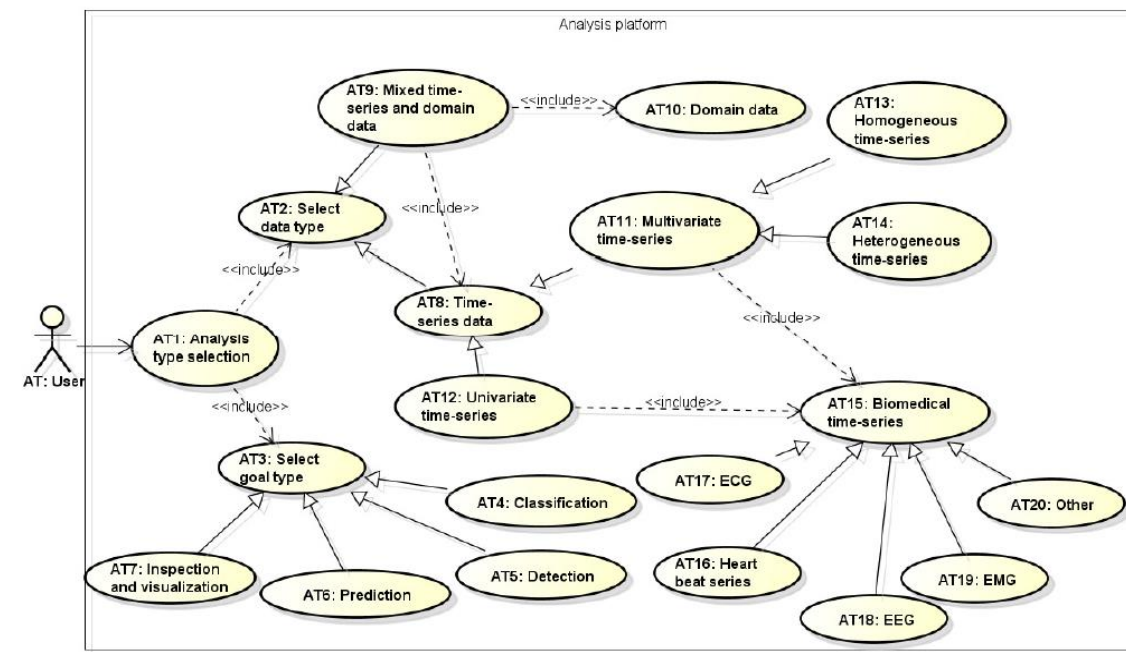 Analysis platform
AT9: Mixed time-
series and domain
data
<<include>>
AT10: Domain data
AT13:
Homogeneous
time-series
AT2: Select
data type
<<include>>
AT11: Multivariate
time-series
AT14:
Heterogeneous
time-series
<<include>>
AT8: Time-
series data
<<include>>
AT1: Analysis
type selection
AT: User
<<include>>
AT12: Univariate
time-series
<<include>>
AT15: Biomedical
time-series
AT3: Select
goal type
AT17: ECG
AT4: Classification
AT20: Other
AT7: Inspection
and visualization
AT5: Detection
AT16: Heart
beat series
AT19: EMG
AT6: Prediction
AT18: EEG